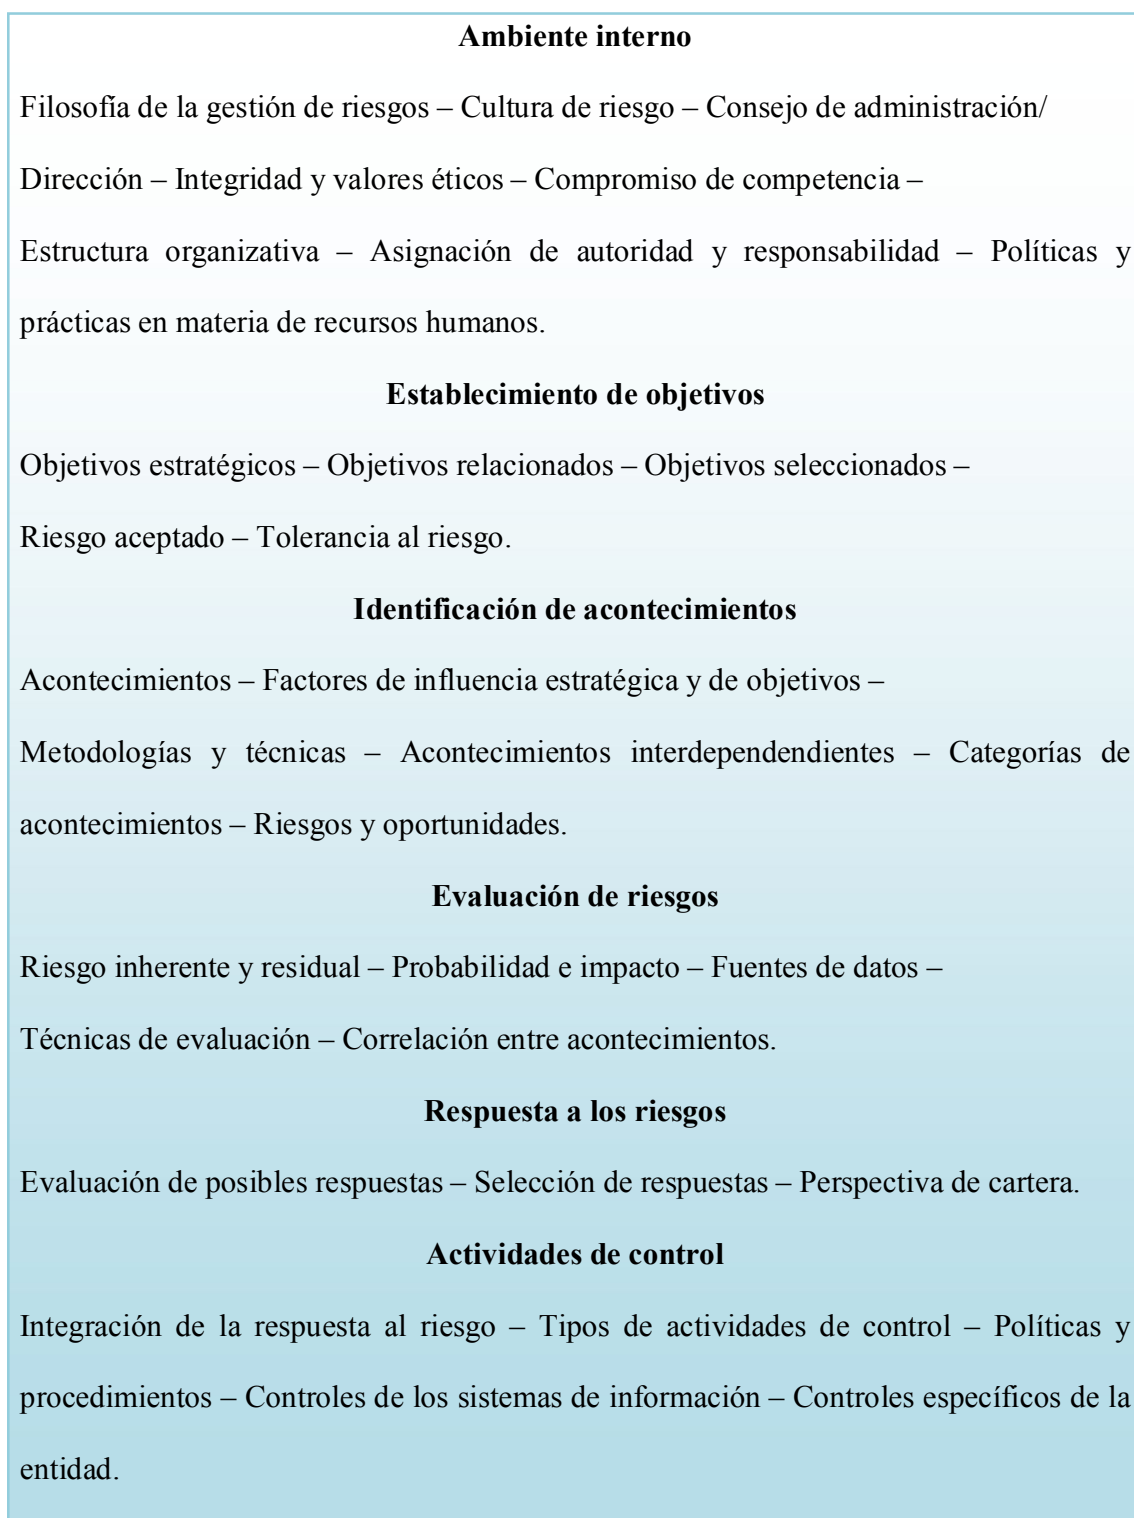 Ambiente interno
Filosofía de la gestión de riesgos – Cultura de riesgo – Consejo de administración/
Dirección – Integridad y valores éticos – Compromiso de competencia –
Estructura organizativa – Asignación de autoridad y responsabilidad – Políticas y
prácticas en materia de recursos humanos.
Establecimiento de objetivos
Objetivos estratégicos – Objetivos relacionados – Objetivos seleccionados –
Riesgo aceptado – Tolerancia al riesgo.
Identificación de acontecimientos
Acontecimientos – Factores de influencia estratégica y de objetivos –
Metodologías y técnicas – Acontecimientos interdependendientes – Categorías de
acontecimientos – Riesgos y oportunidades.
Evaluación de riesgos
Riesgo inherente y residual – Probabilidad e impacto – Fuentes de datos –
Técnicas de evaluación – Correlación entre acontecimientos.
Respuesta a los riesgos
Evaluación de posibles respuestas – Selección de respuestas – Perspectiva de cartera.
Actividades de control
Integración de la respuesta al riesgo – Tipos de actividades de control – Políticas y
procedimientos – Controles de los sistemas de información – Controles específicos de la
entidad.